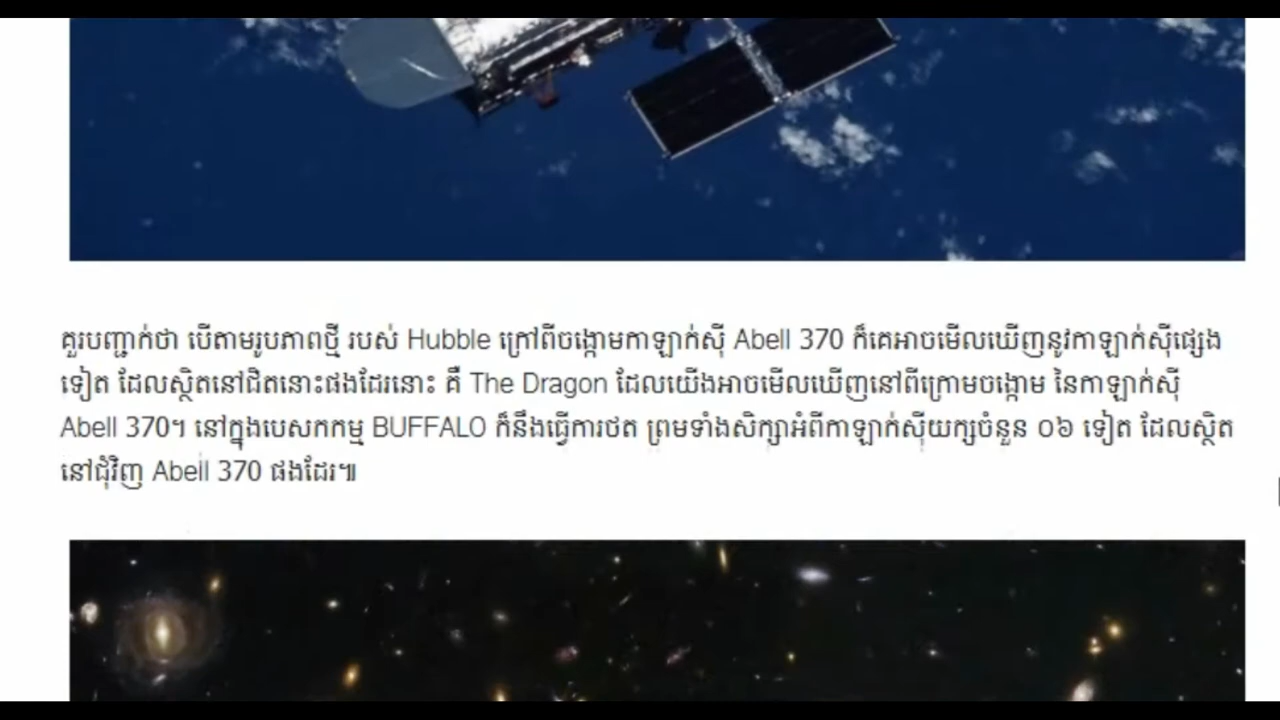 គួរបញ្ជាក់ថា បើតាមរូបភាពថ្មី របស់ Hubble ក្រៅពីចង្កោមកាឡាក់ស៊ី Abell 370 ក៏គេអាចមើលឃើញនូវកាឡាក់ស៊ីផ្សេង
ទៀត ដែលស្ថិតនៅជិតនោះផងដែរនោះ គឺ The Dragon ដែលយើងអាចមើលឃើញនៅពីក្រោមចង្កោម នៃកាឡាក់ស៊ី
Abell 370។ នៅក្នុងបេសកកម្ម BUFFALO ក៏នឹងធ្វើការថត ព្រមទាំងសិក្សាអំពីកាឡាក់ស៊ីយក្សចំនួន ០៦ ទៀត ដែលស្ថិត
នៅជុំវិញ Abell 370 ផងដែរ៕